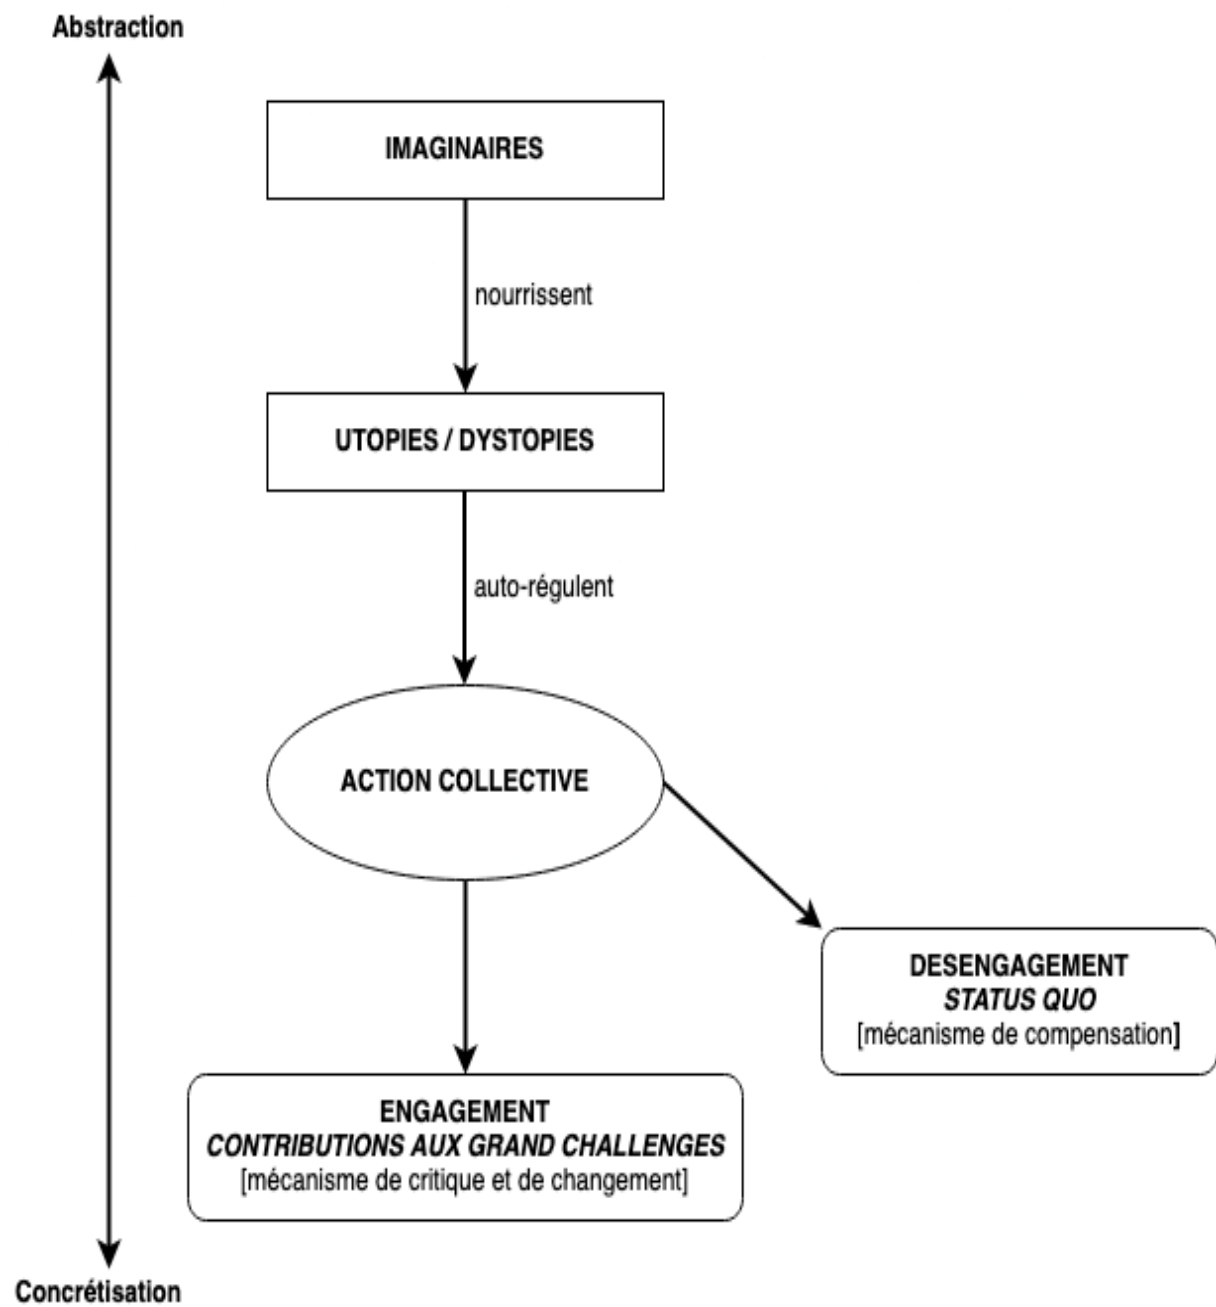 Abstraction
IMAGINAIRES
nourrissent
UTOPIES / DYSTOPIES
auto-régulent
ACTION COLLECTIVE
DESENGAGEMENT
STATUS QUO
[mécanisme de compensation]
ENGAGEMENT
CONTRIBUTIONS AUX GRAND CHALLENGES
[mécanisme de critique et de changement]
Concrétisation